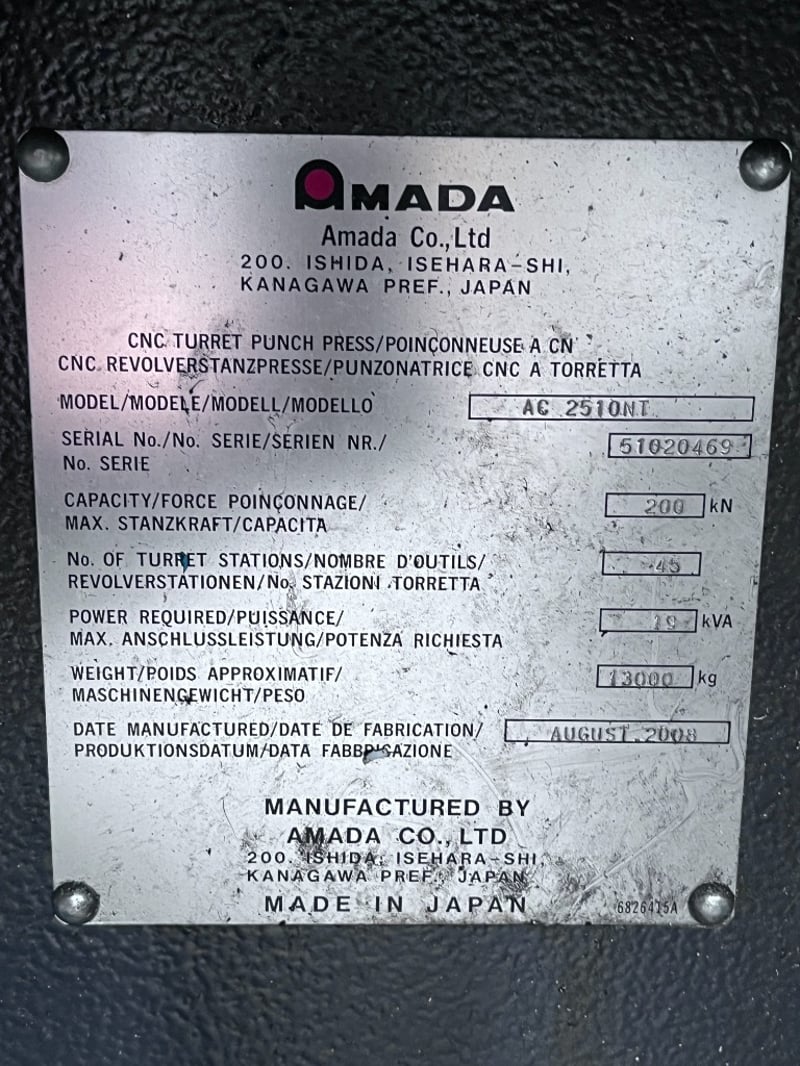 AMADA
Amada Co.,Ltd
200. ISHIDA, ISEHARA-SHI,
KANAGAWA PREF., JAPAN
CNC TURRET PUNCH PRESS/POINÇONNEUSE A CN
CNC REVOLVERSTANZPRESSE/PUNZONATRICE CNC A TORRETTA
MODEL/MODELE/MODELL/MODELLO AC 2510NT
SERIAL No./No. SERIE/SERIEN NR./
No. SERIE 51020469
CAPACITY/FORCE POINÇONNAGE/
MAX. STANZKRAFT/CAPACITA 200 kN
No. OF TURRET STATIONS/NOMBRE D'OUTILS/
REVOLVERSTATIONEN/No. STAZIONI TORRETTA 45
POWER REQUIRED/PUISSANCE/
MAX. ANSCHLUSSLEISTUNG/POTENZA RICHIESTA 19 kVA
WEIGHT/POIDS APPROXIMATIF/
MASCHINENGEWICHT/PESO 13000 kg
DATE MANUFACTURED/DATE DE FABRICATION/
PRODUKTIONSDATUM/DATA FABBRICAZIONE AUGUST.2008
MANUFACTURED BY
AMADA CO., LTD
200. ISHIDA, ISEHARA-SHI,
KANAGAWA PREF., JAPAN
MADE IN JAPAN
6826415A